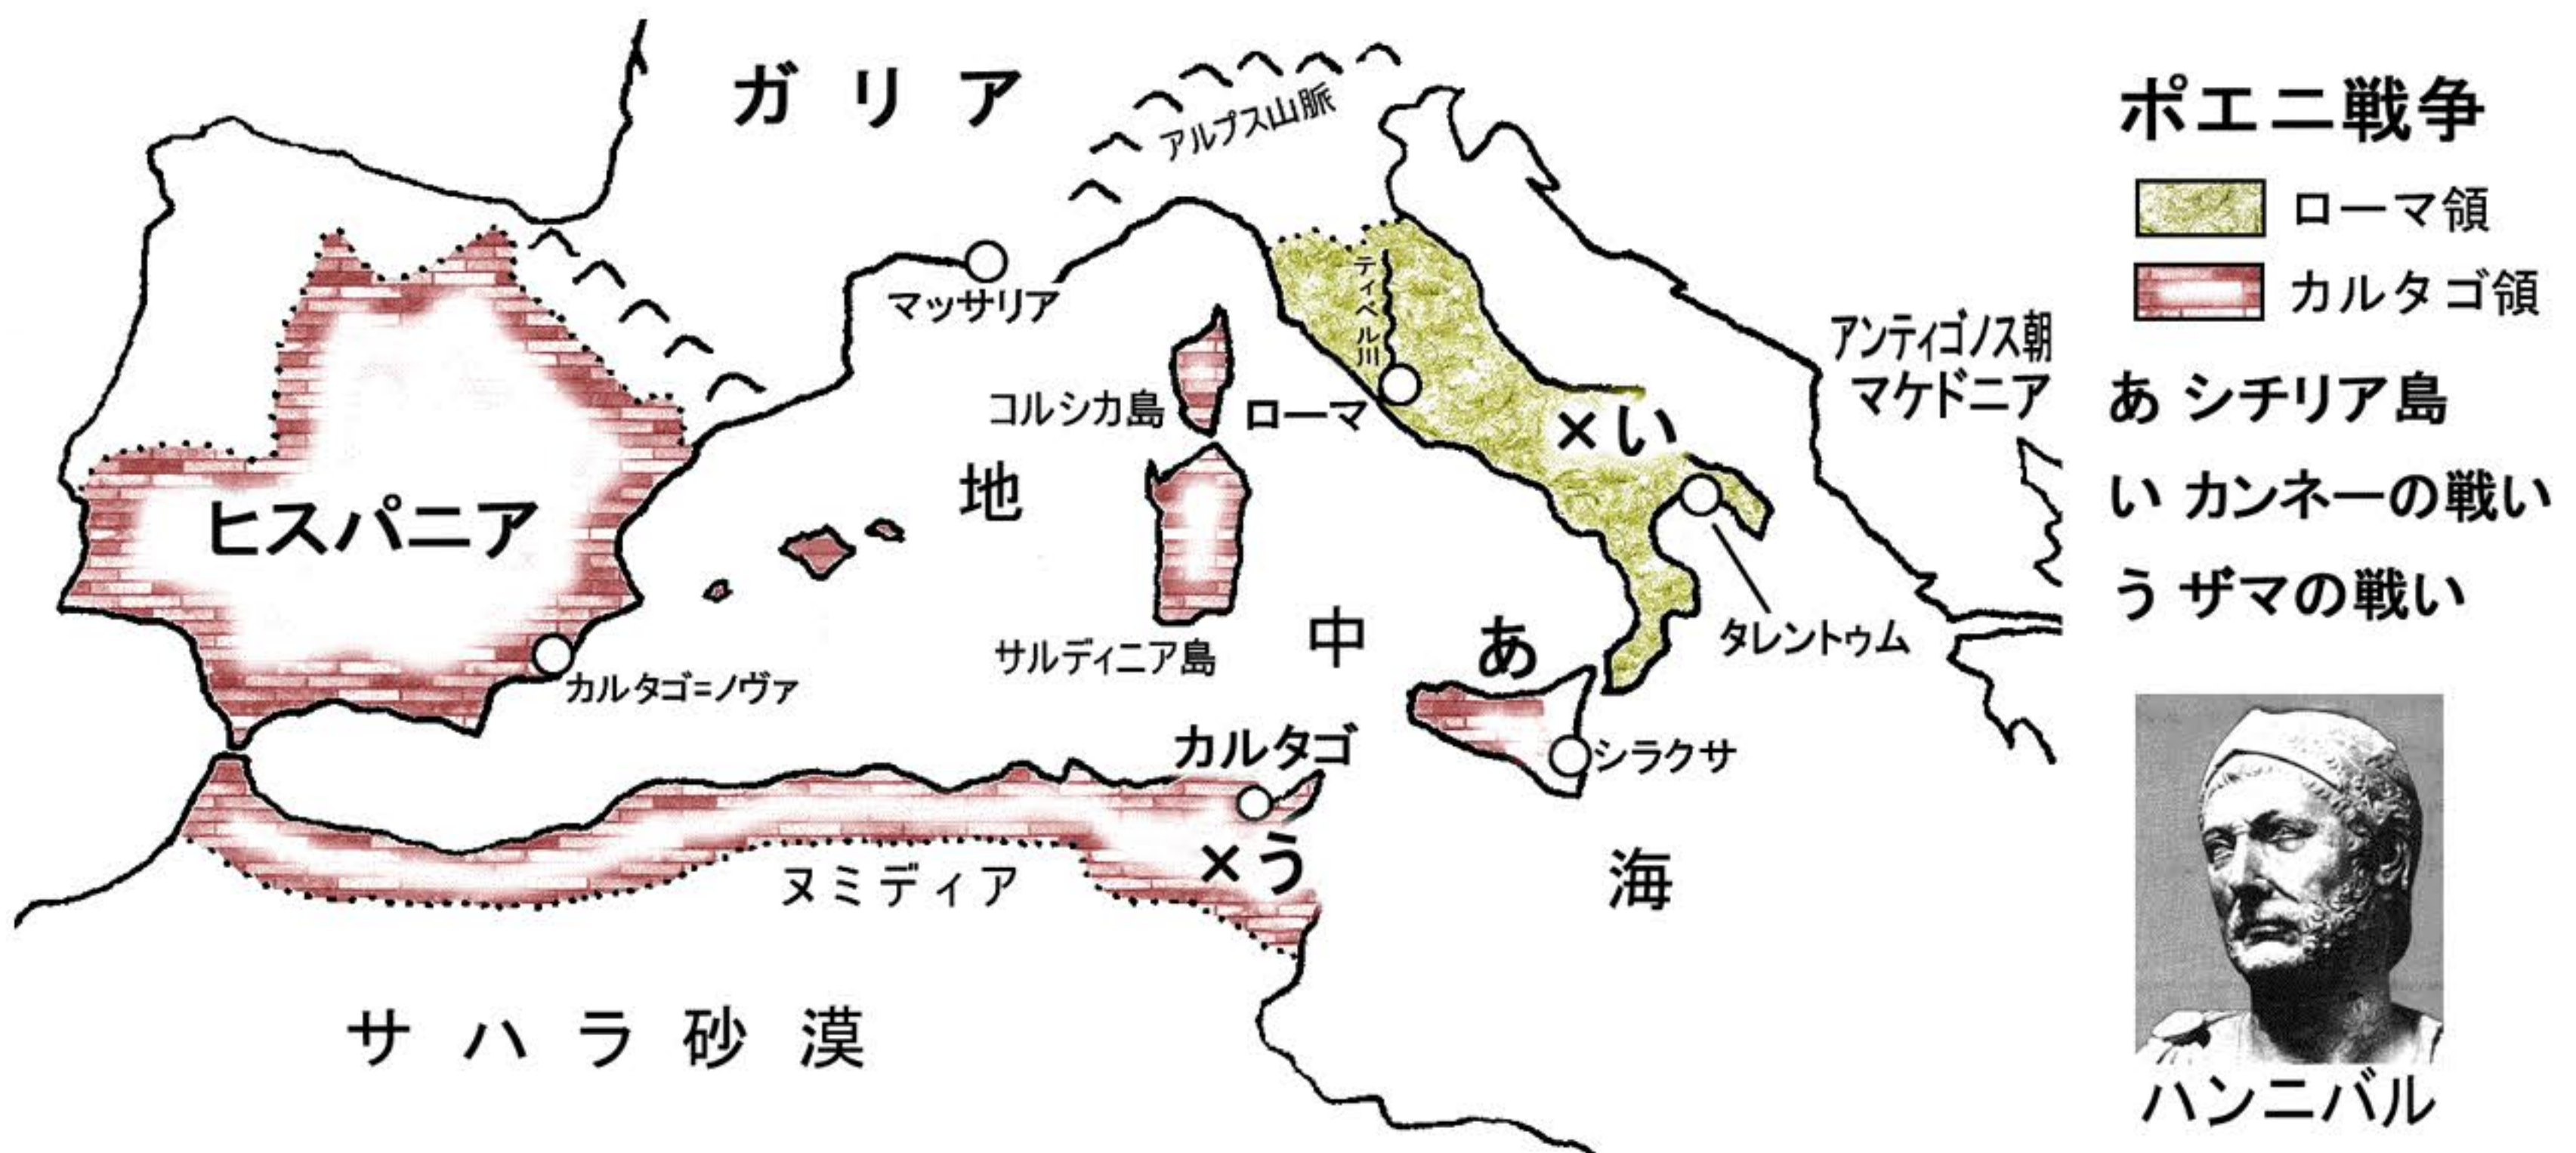 ガリア
アルプス山脈
マッサリア
ティベル川
コルシカ島
ローマ
×い
アンティゴノス朝
マケドニア
ヒスパニア
地
中
海
サルディニア島
あ
タレントゥム
カルタゴ=ノヴァ
カルタゴ
シラクサ
×う
ヌミディア
サハラ砂漠
ポエニ戦争
ローマ領
カルタゴ領
あ シチリア島
い カンネーの戦い
う ザマの戦い
ハンニバル